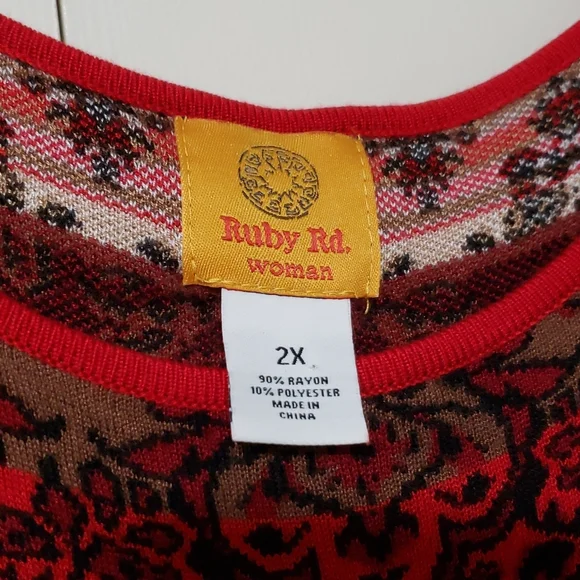 Ruby Rd.
woman
2X
90% RAYON
10% POLYESTER
MADE IN
CHINA